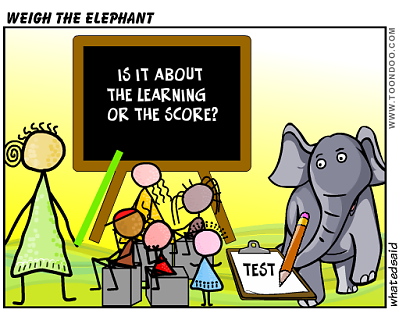 WEIGH THE ELEPHANT
IS IT ABOUT
THE LEARNING
OR THE SCORE?
TEST
WWW.TOONDOO.COM
whatedsaid